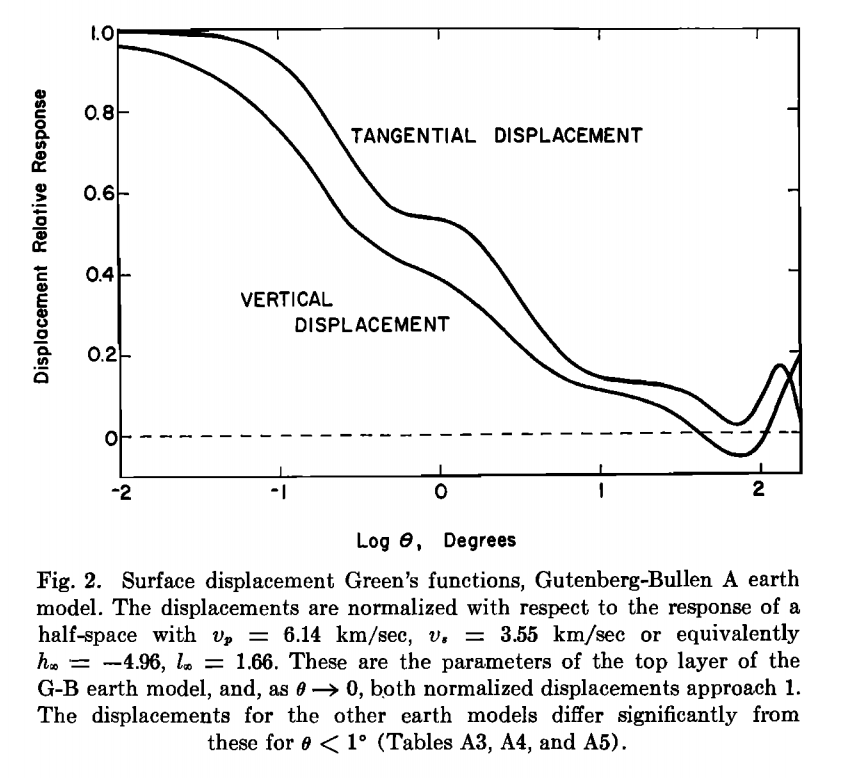 1.0
0.8
0.6
0.4
0.2
0
Displacement Relative Response
TANGENTIAL DISPLACEMENT
VERTICAL
DISPLACEMENT
-2 -1 0 1 2
Log θ, Degrees
Fig. 2. Surface displacement Green's functions, Gutenberg-Bullen A earth
model. The displacements are normalized with respect to the response of a
half-space with vₚ = 6.14 km/sec, vₛ = 3.55 km/sec or equivalently
h∞ = −4.96, l∞ = 1.66. These are the parameters of the top layer of the
G-B earth model, and, as θ → 0, both normalized displacements approach 1.
The displacements for the other earth models differ significantly from
these for θ < 1° (Tables A3, A4, and A5).